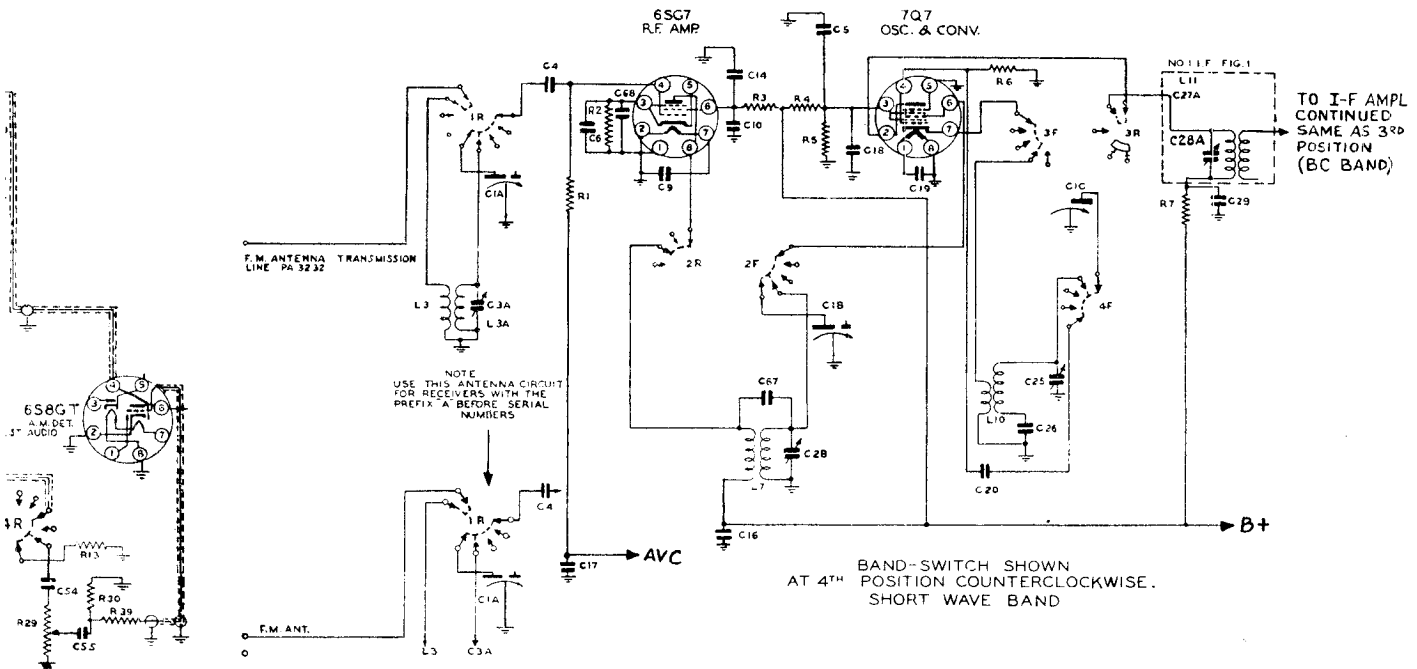 6SG7
R.F. AMP.
7Q7
OSC. & CONV.
C5
C4
C14
C68
R2
C6
C10
R3
R4
R5
C18
R6
C9
C19
1R
C1A
R1
3F
3R
NO.1 I.F. FIG.1
L11
C27A
C28A
R7
C29
TO I-F AMPL.
CONTINUED
SAME AS 3RD
POSITION
(BC BAND)
F.M. ANTENNA TRANSMISSION
LINE PA 3232
L3
C3A
L3A
2R
2F
C1B
C1C
4F
NOTE
USE THIS ANTENNA CIRCUIT
FOR RECEIVERS WITH THE
PREFIX A BEFORE SERIAL
NUMBERS
C67
C2B
L7
C25
L10
C26
C20
6S8GT
A.M. DET.
1ST AUDIO
4R
R13
C54
R30
R29
R39
C55
1R
C4
C1A
F.M. ANT.
L3
C3A
C17
AVC
C16
B+
BAND-SWITCH SHOWN
AT 4TH POSITION COUNTERCLOCKWISE.
SHORT WAVE BAND